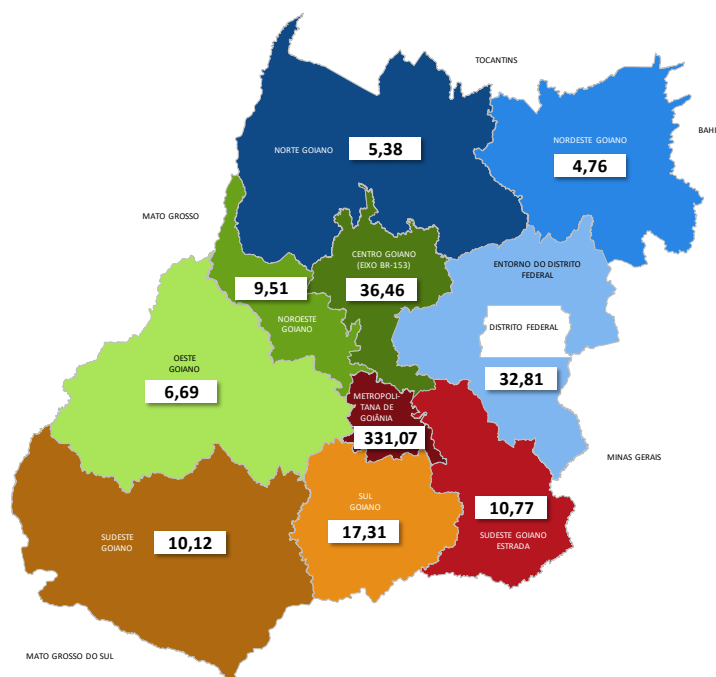 TOCANTINS
BAHI
NORTE GOIANO
5,38
NORDESTE GOIANO
4,76
MATO GROSSO
CENTRO GOIANO
(EIXO BR-153)
36,46
9,51
NOROESTE
GOIANO
ENTORNO DO DISTRITO
FEDERAL
DISTRITO FEDERAL
32,81
OESTE
GOIANO
6,69
METROPOLI-
TANA DE
GOIÂNIA
331,07
MINAS GERAIS
SUL
GOIANO
17,31
10,77
SUDESTE GOIANO
ESTRADA
SUDESTE
GOIANO
10,12
MATO GROSSO DO SUL